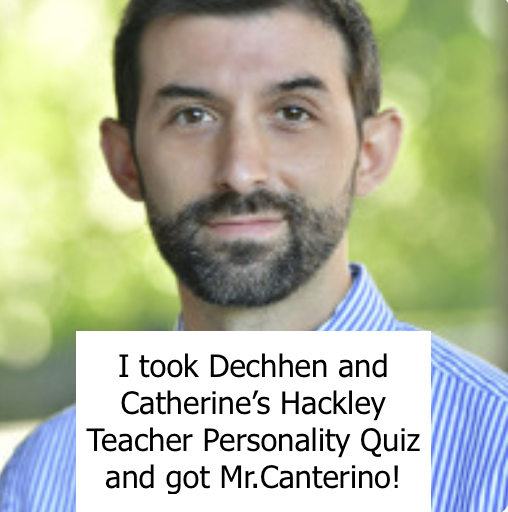 I took Dechhen and
Catherine’s Hackley
Teacher Personality Quiz
and got Mr.Canterino!